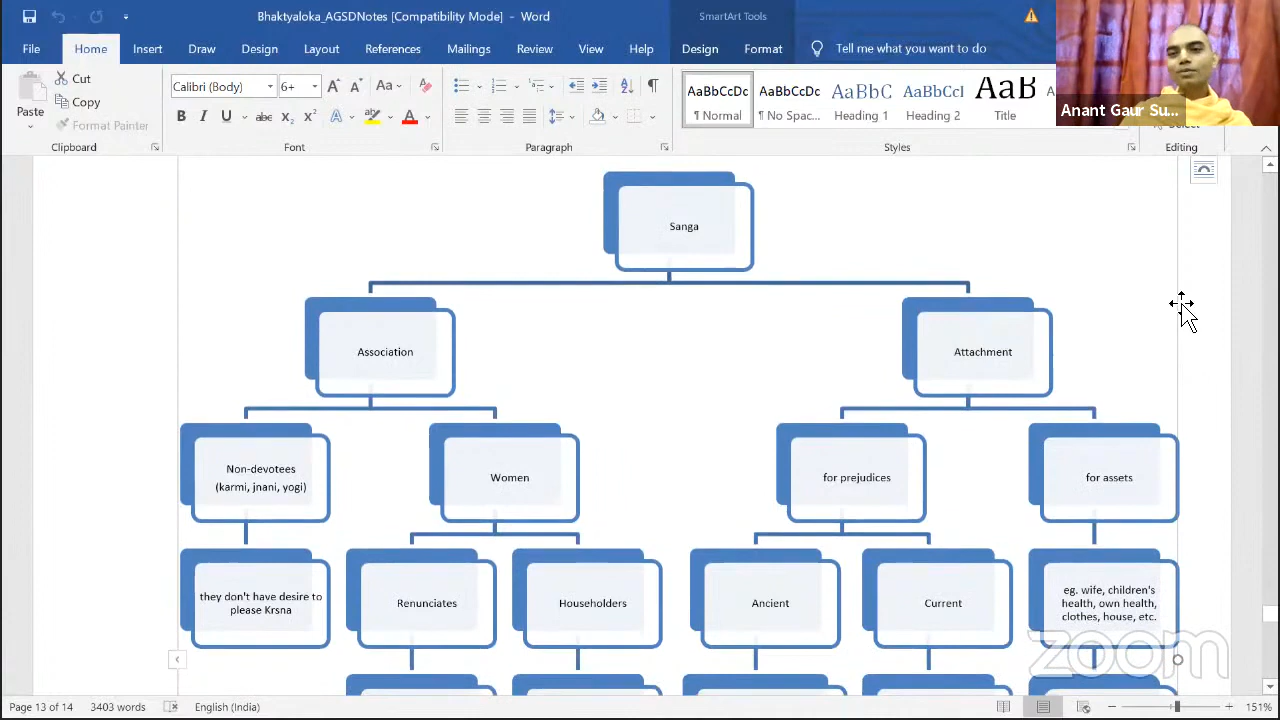 Bhaktyaloka_AGSDNotes [Compatibility Mode] - Word
SmartArt Tools
File Home Insert Draw Design Layout References Mailings Review View Help Design Format Tell me what you want to do
Anant Gaur Su...
Paste
Cut
Copy
Format Painter
Calibri (Body) 6+
AaBbCcDc AaBbCcDc AaBbC AaBbCcI AaB
¶ Normal ¶ No Spac... Heading 1 Heading 2 Title
Clipboard Font Paragraph Styles Editing
Sanga
Association
Attachment
Non-devotees
(karmi, jnani, yogi)
Women
for prejudices
for assets
they don't have desire to
please Krsna
Renunciates
Householders
Ancient
Current
eg. wife, children's
health, own health,
clothes, house, etc.
zoom
Page 13 of 14 3403 words English (India) 151%